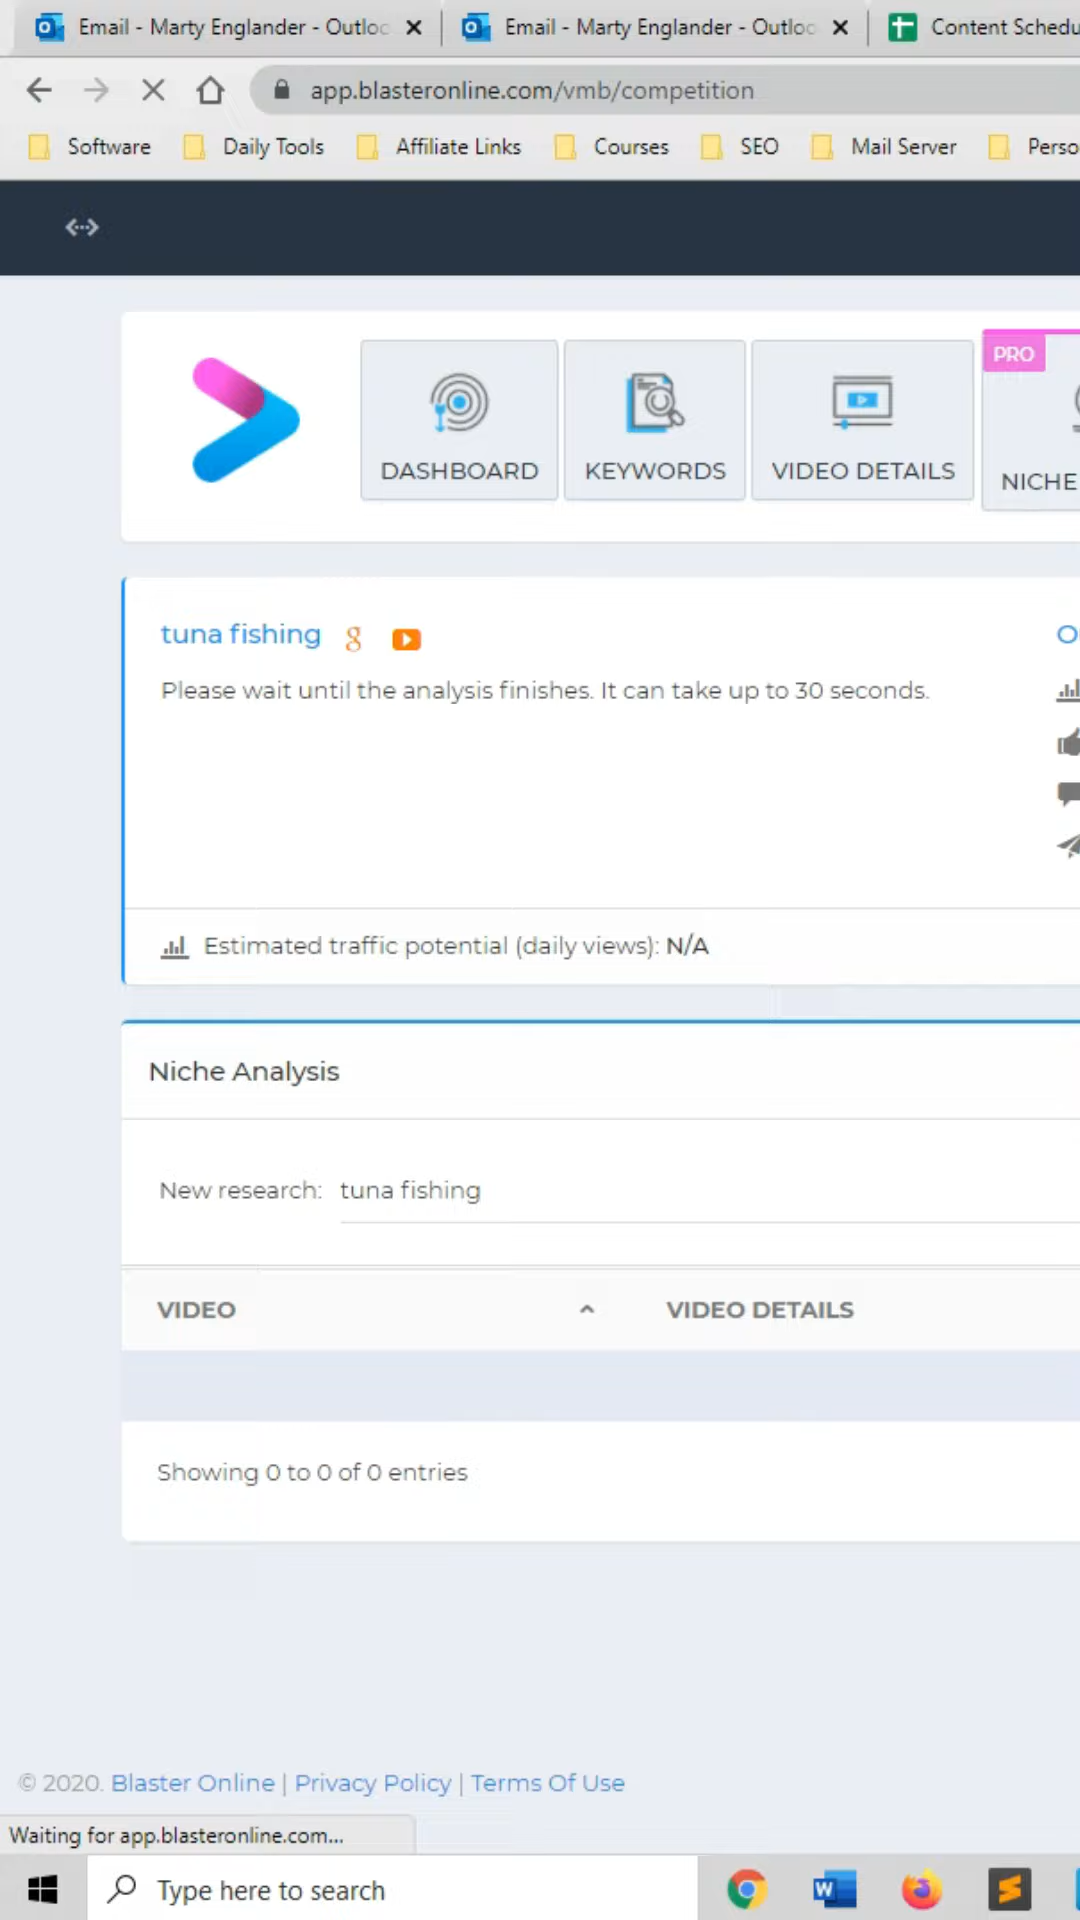 Email - Marty Englander - Outloo
Email - Marty Englander - Outloo
Content Schedu
app.blasteronline.com/vmb/competition
Software
Daily Tools
Affiliate Links
Courses
SEO
Mail Server
Perso
PRO
DASHBOARD
KEYWORDS
VIDEO DETAILS
NICHE
tuna fishing
Please wait until the analysis finishes. It can take up to 30 seconds.
Estimated traffic potential (daily views): N/A
Niche Analysis
New research: tuna fishing
VIDEO
VIDEO DETAILS
Showing 0 to 0 of 0 entries
© 2020. Blaster Online | Privacy Policy | Terms Of Use
Waiting for app.blasteronline.com...
Type here to search